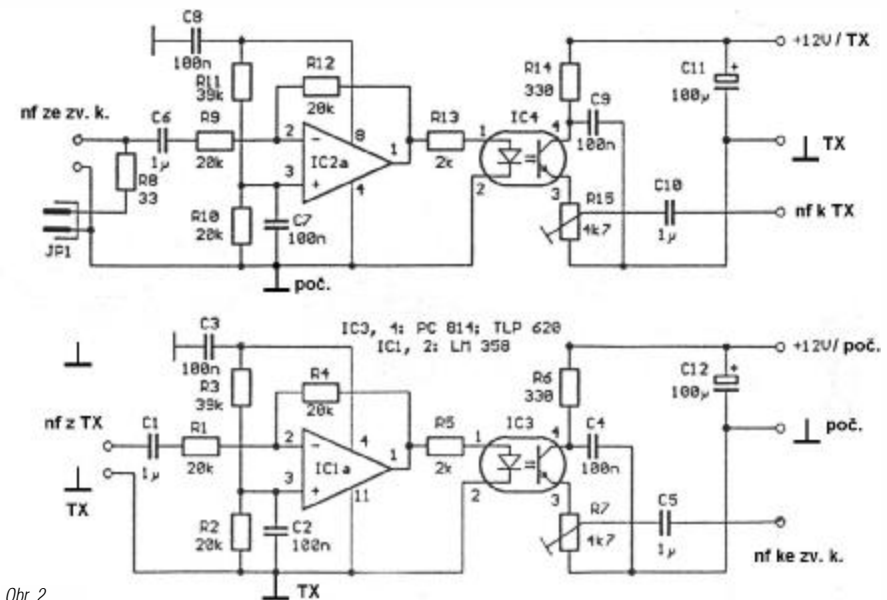 C8
100n
R11
39k
R12
20k
nf ze zv. k.
C6
1µ
R9
20k
R8
33
JP1
R10
20k
2
3
IC2a
8
4
1
C7
100n
poč.
R13
2k
IC4
1
2
4
3
R14
330
C9
100n
R15
4k7
C10
1µ
C11
+
100µ
+12V / TX
TX
nf k TX
IC3, 4: PC 814; TLP 620
IC1, 2: LM 358
C3
100n
R3
39k
R4
20k
nf z TX
C1
1µ
R1
20k
TX
R2
20k
2
3
IC1a
4
11
1
C2
100n
TX
R5
2k
IC3
1
2
4
3
R6
330
C4
100n
R7
4k7
C5
1µ
C12
+
100µ
+12V/ poč.
poč.
nf ke zv. k.
Obr. 2